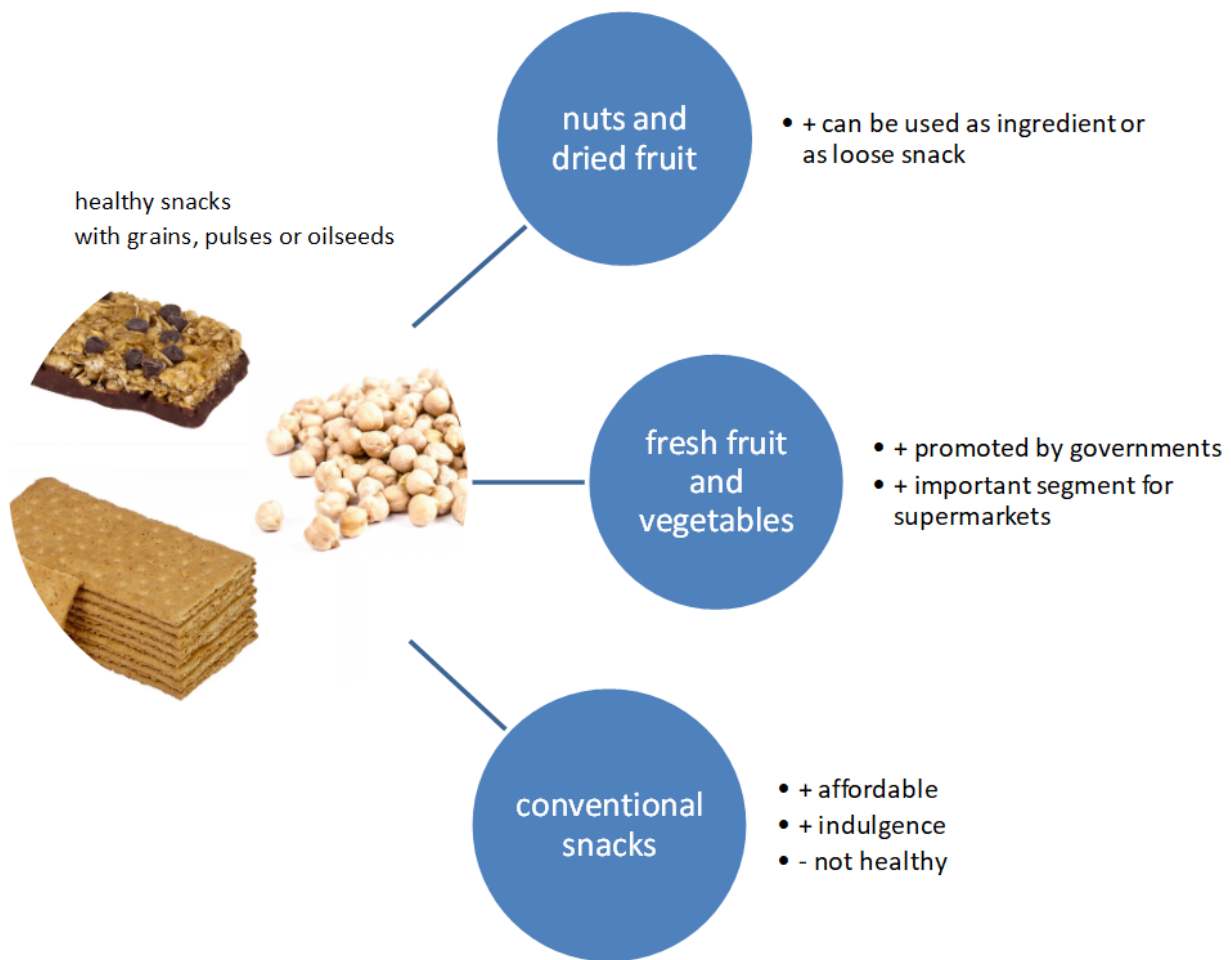 nuts and
dried fruit
• + can be used as ingredient or
as loose snack
healthy snacks
with grains, pulses or oilseeds
fresh fruit
and
vegetables
• + promoted by governments
• + important segment for
supermarkets
conventional
snacks
• + affordable
• + indulgence
• - not healthy